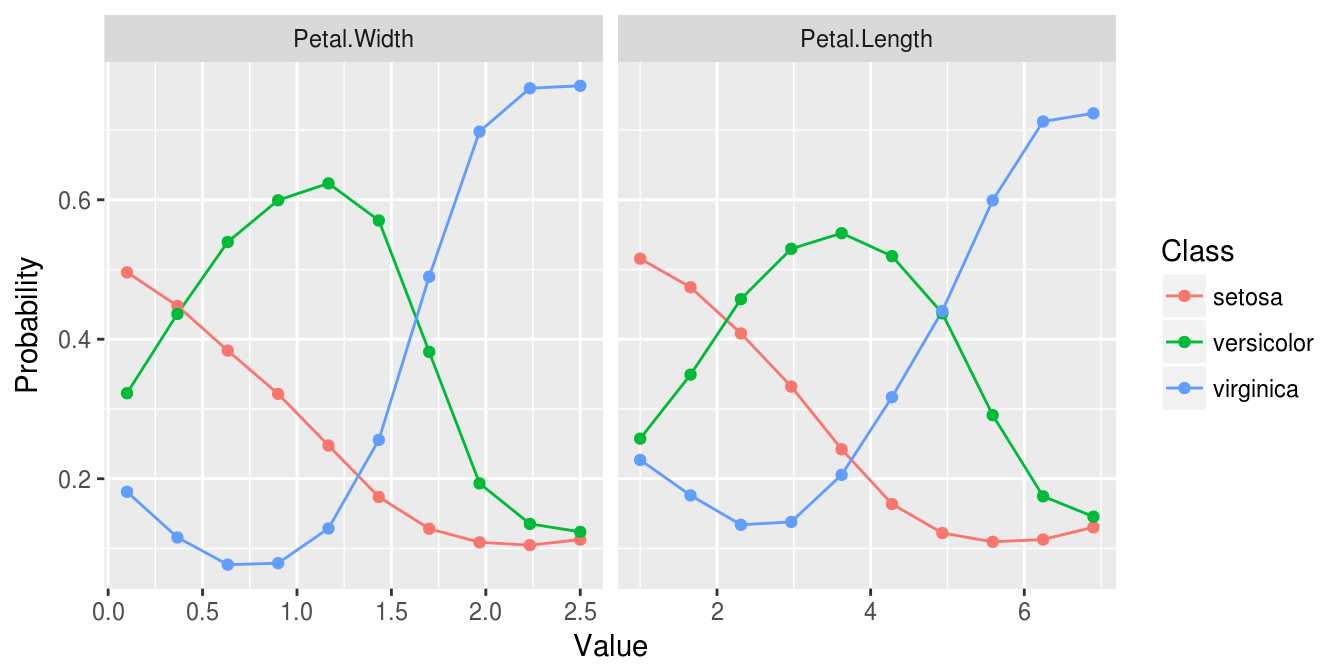 Petal.Width
Petal.Length
Probability
0.6
0.4
0.2
0.0 0.5 1.0 1.5 2.0 2.5
2 4 6
Value
Class
setosa
versicolor
virginica